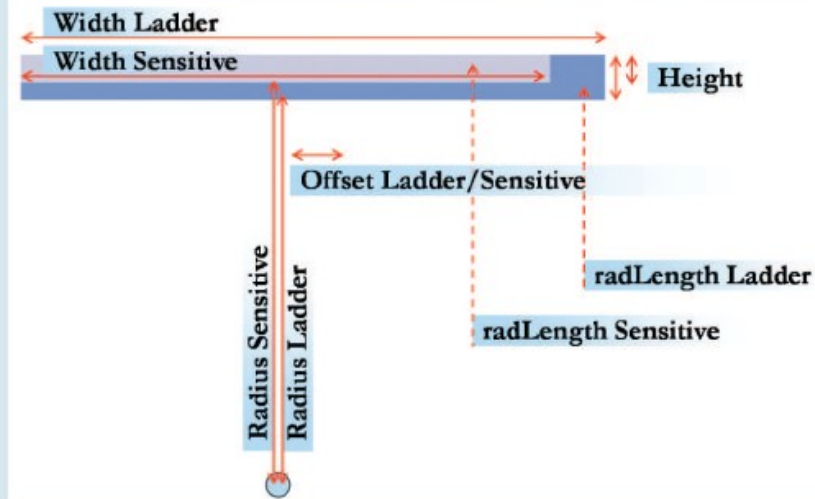 Width Ladder
Width Sensitive
Height
Offset Ladder/Sensitive
radLength Ladder
radLength Sensitive
Radius Sensitive
Radius Ladder